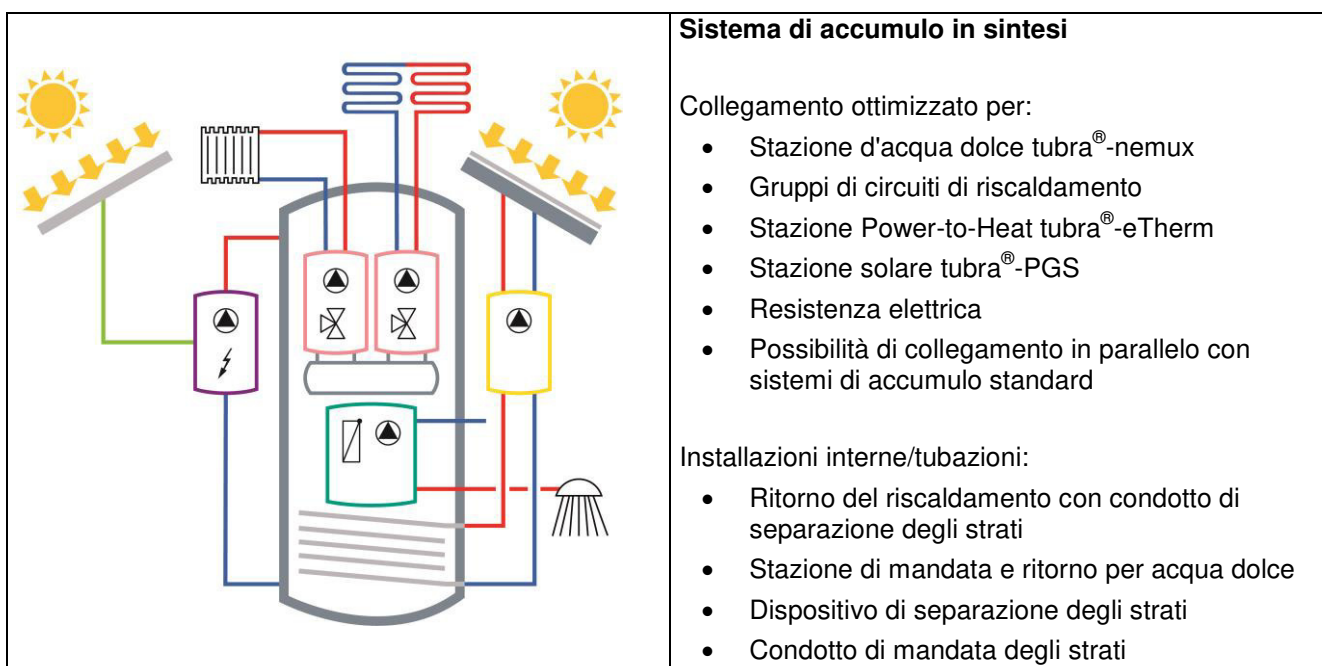 Sistema di accumulo in sintesi
Collegamento ottimizzato per:
• Stazione d'acqua dolce tubra®-nemux
• Gruppi di circuiti di riscaldamento
• Stazione Power-to-Heat tubra®-eTherm
• Stazione solare tubra®-PGS
• Resistenza elettrica
• Possibilità di collegamento in parallelo con
sistemi di accumulo standard
Installazioni interne/tubazioni:
• Ritorno del riscaldamento con condotto di
separazione degli strati
• Stazione di mandata e ritorno per acqua dolce
• Dispositivo di separazione degli strati
• Condotto di mandata degli strati